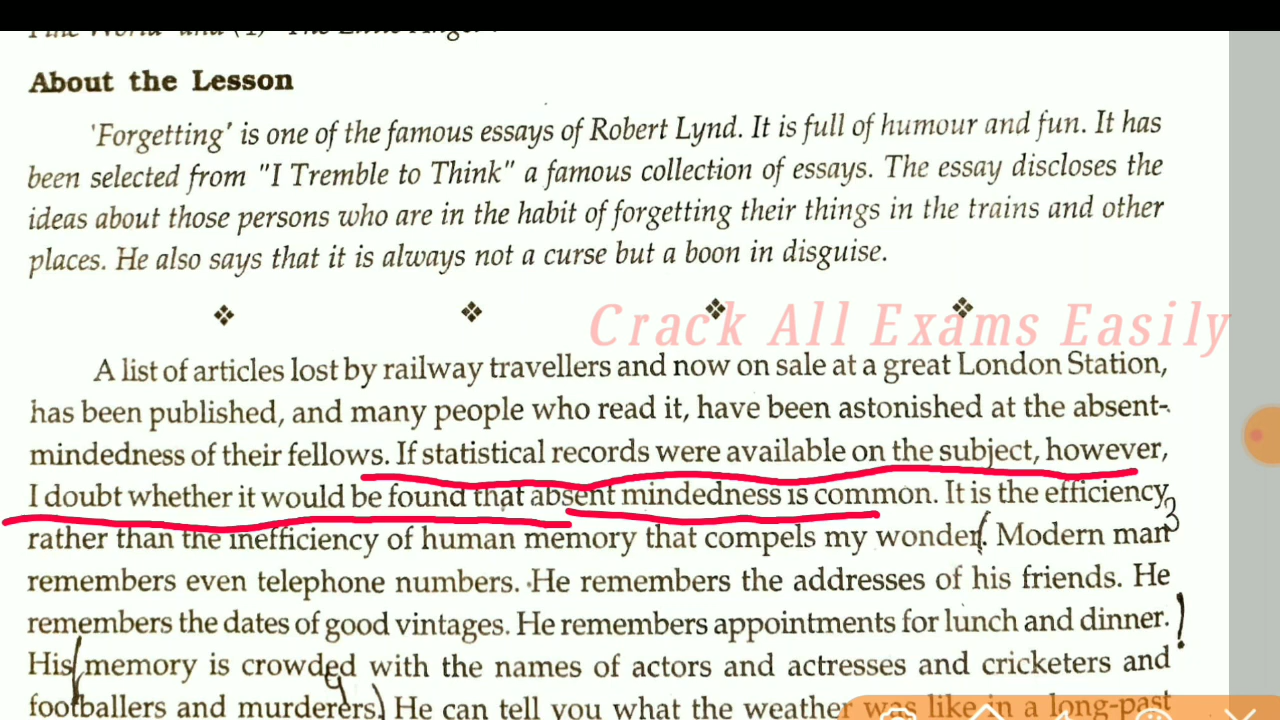 About the Lesson
'Forgetting' is one of the famous essays of Robert Lynd. It is full of humour and fun. It has
been selected from "I Tremble to Think" a famous collection of essays. The essay discloses the
ideas about those persons who are in the habit of forgetting their things in the trains and other
places. He also says that it is always not a curse but a boon in disguise.
Crack All Exams Easily
A list of articles lost by railway travellers and now on sale at a great London Station,
has been published, and many people who read it, have been astonished at the absent-
mindedness of their fellows. If statistical records were available on the subject, however,
I doubt whether it would be found that absent mindedness is common. It is the efficiency
rather than the inefficiency of human memory that compels my wonder. Modern man
remembers even telephone numbers. He remembers the addresses of his friends. He
remembers the dates of good vintages. He remembers appointments for lunch and dinner.
His memory is crowded with the names of actors and actresses and cricketers and
footballers and murderers. He can tell you what the weather was like in a long-past